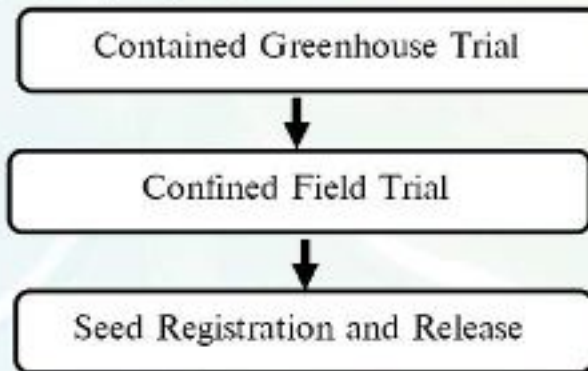 Contained Greenhouse Trial
Confined Field Trial
Seed Registration and Release